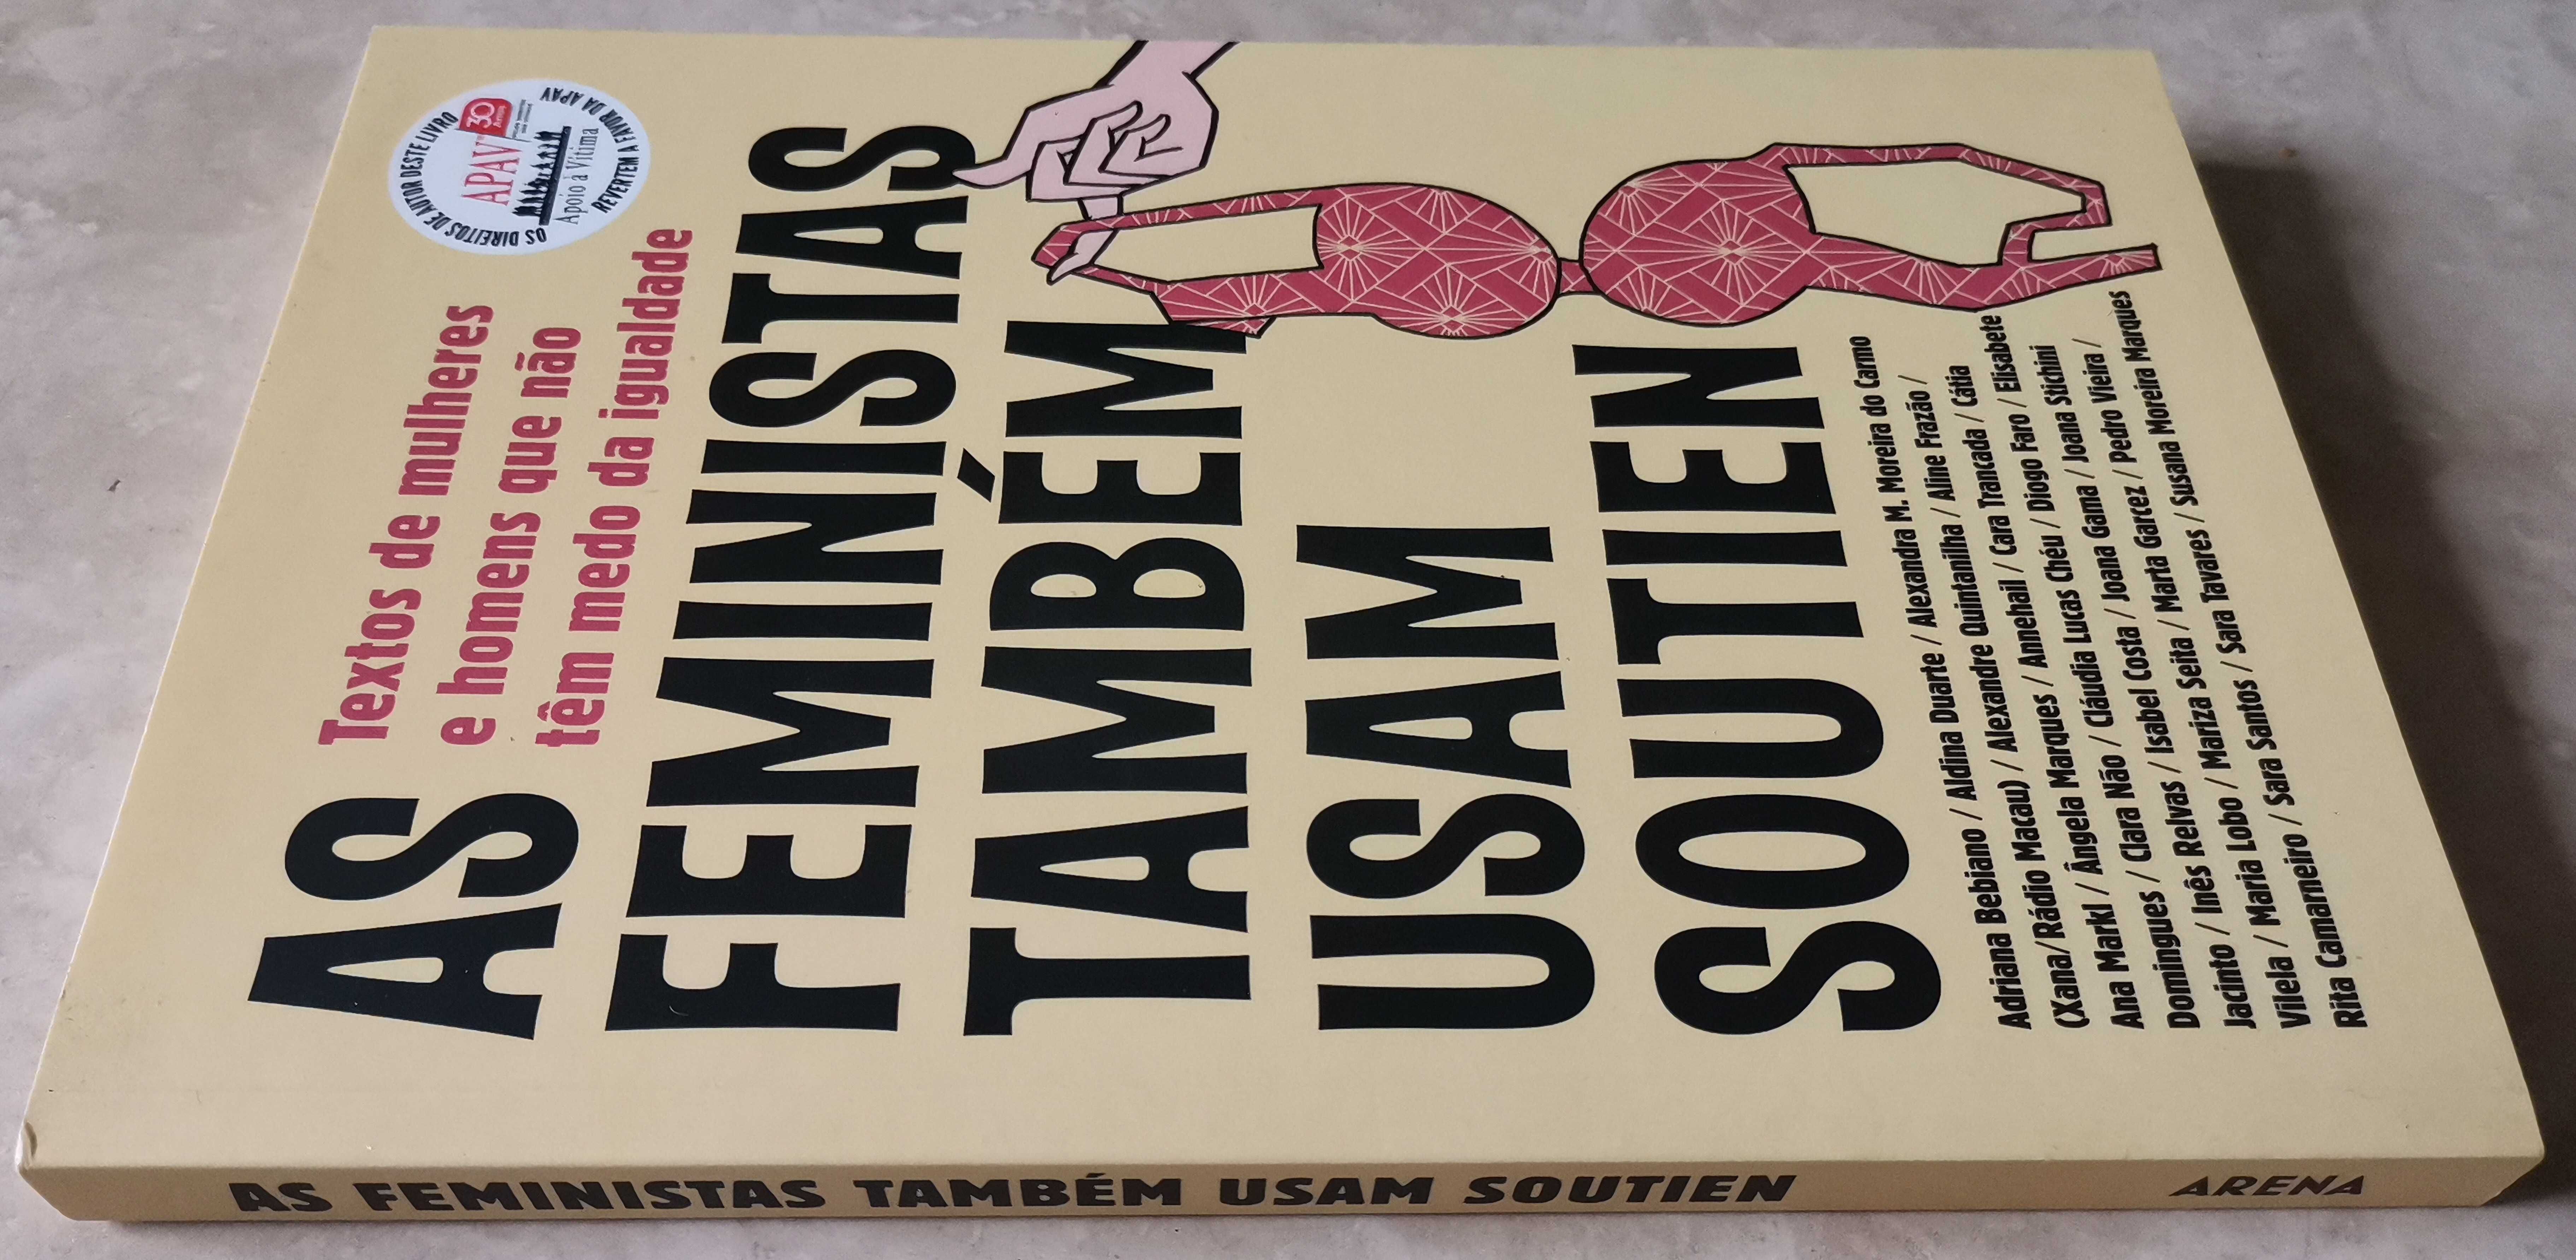 OS DIREITOS DE AUTOR DESTE LIVRO
REVERTEM A FAVOR DA APAV
APAV
30
Apoio à Vítima
Textos de mulheres
e homens que não
têm medo da igualdade
AS
FEMINISTAS
TAMBÉM
USAM
SOUTIEN
Adriana Bebiano / Aldina Duarte / Alexandra M. Moreira do Carmo
(Xana/Rádio Macau) / Alexandre Quintanilha / Aline Frazão /
Ana Markl / Ângela Marques / Annehail / Cara Trancada / Cátia
Domingues / Clara Não / Cláudia Lucas Chéu / Diogo Faro / Elisabete
Jacinto / Inês Relvas / Isabel Costa / Joana Gama / Joana Stichini
Vilela / Maria Lobo / Mariza Seita / Marta Garcez / Pedro Vieira /
Rita Camarneiro / Sara Santos / Sara Tavares / Susana Moreira Marques
AS FEMINISTAS TAMBÉM USAM SOUTIEN
ARENA